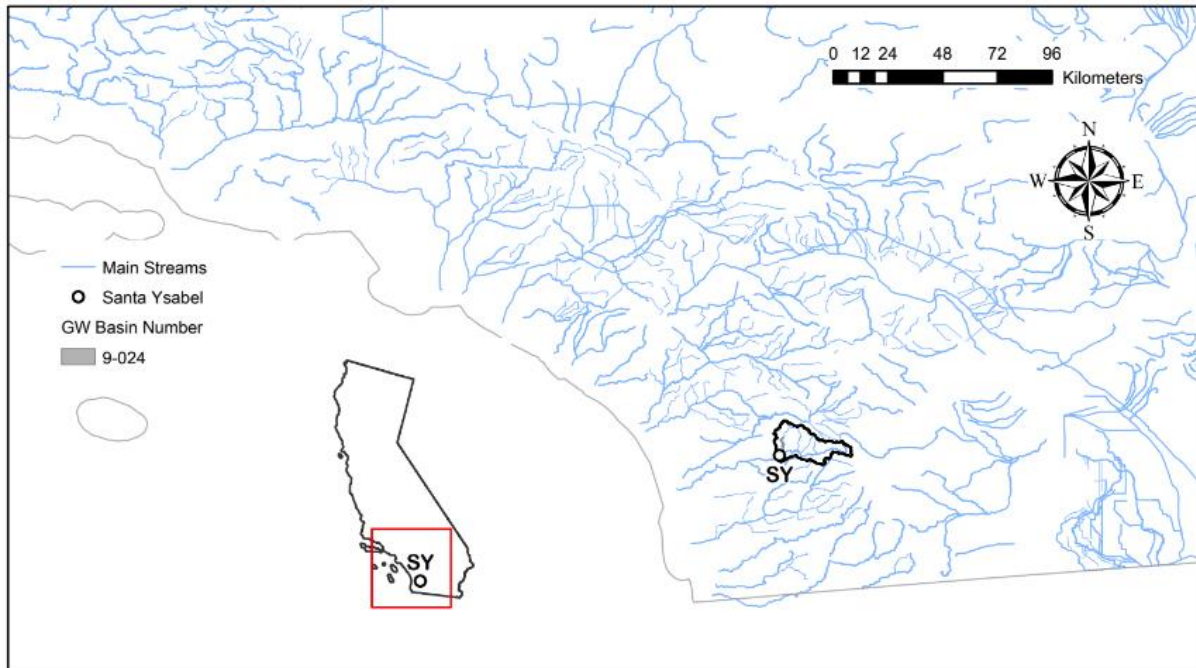 0 12 24 48 72 96
Kilometers
N
W E
S
Main Streams
Santa Ysabel
GW Basin Number
9-024
SY
SY